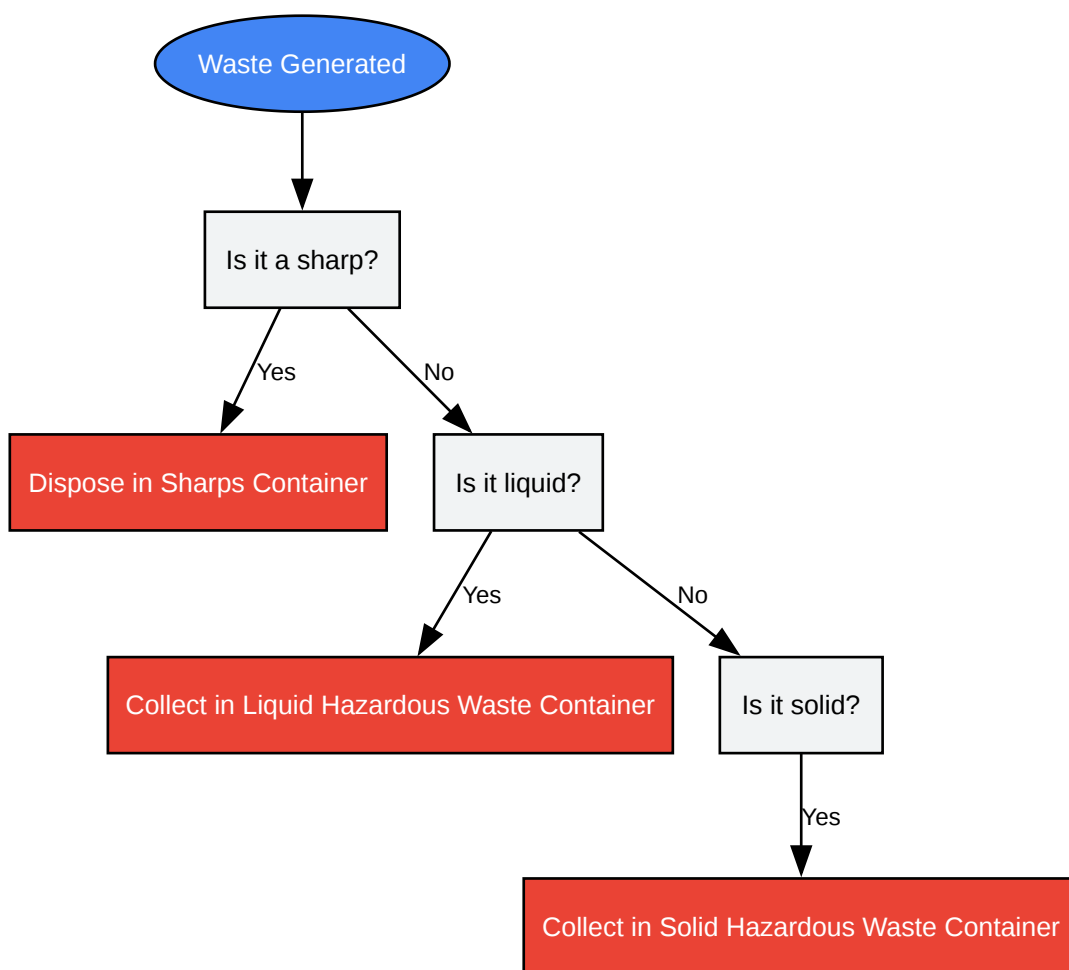 Waste Generated
Is it a sharp?
Yes
No
Dispose in Sharps Container
Is it liquid?
Yes
No
Collect in Liquid Hazardous Waste Container
Is it solid?
Yes
Collect in Solid Hazardous Waste Container